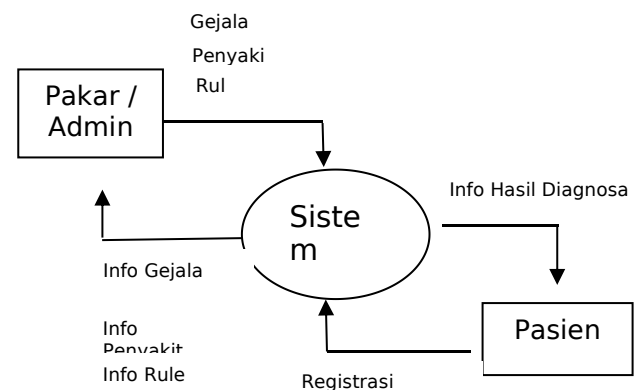 Gejala
Penyaki
Rul
Pakar /
Admin
Info Hasil Diagnosa
Siste
m
Info Gejala
Pasien
Info
Penyakit
Info Rule
Registrasi